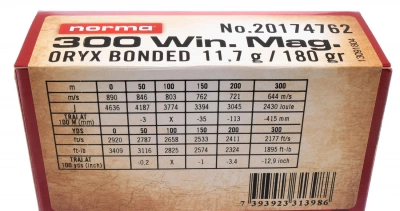 norma
No.20174762
300 Win. Mag.
ORYX BONDED 11.7 g / 180 gr
m 0 50 100 150 200 300
m/s 890 846 803 762 721 644 m/s
J 4636 4187 3774 3394 3045 2430 Joule
TRAJ. AT 100 M (mm) -3 X -35 -113 -415 mm
YDS 0 50 100 150 200 300
ft/s 2920 2787 2658 2533 2411 2177 ft/s
ft-lb 3409 3116 2825 2574 2324 1895 ft-lb
TRAJ. AT 100 yds (inch) -0.2 X -1 -3.4 -12.9 inch
7 393923 313986